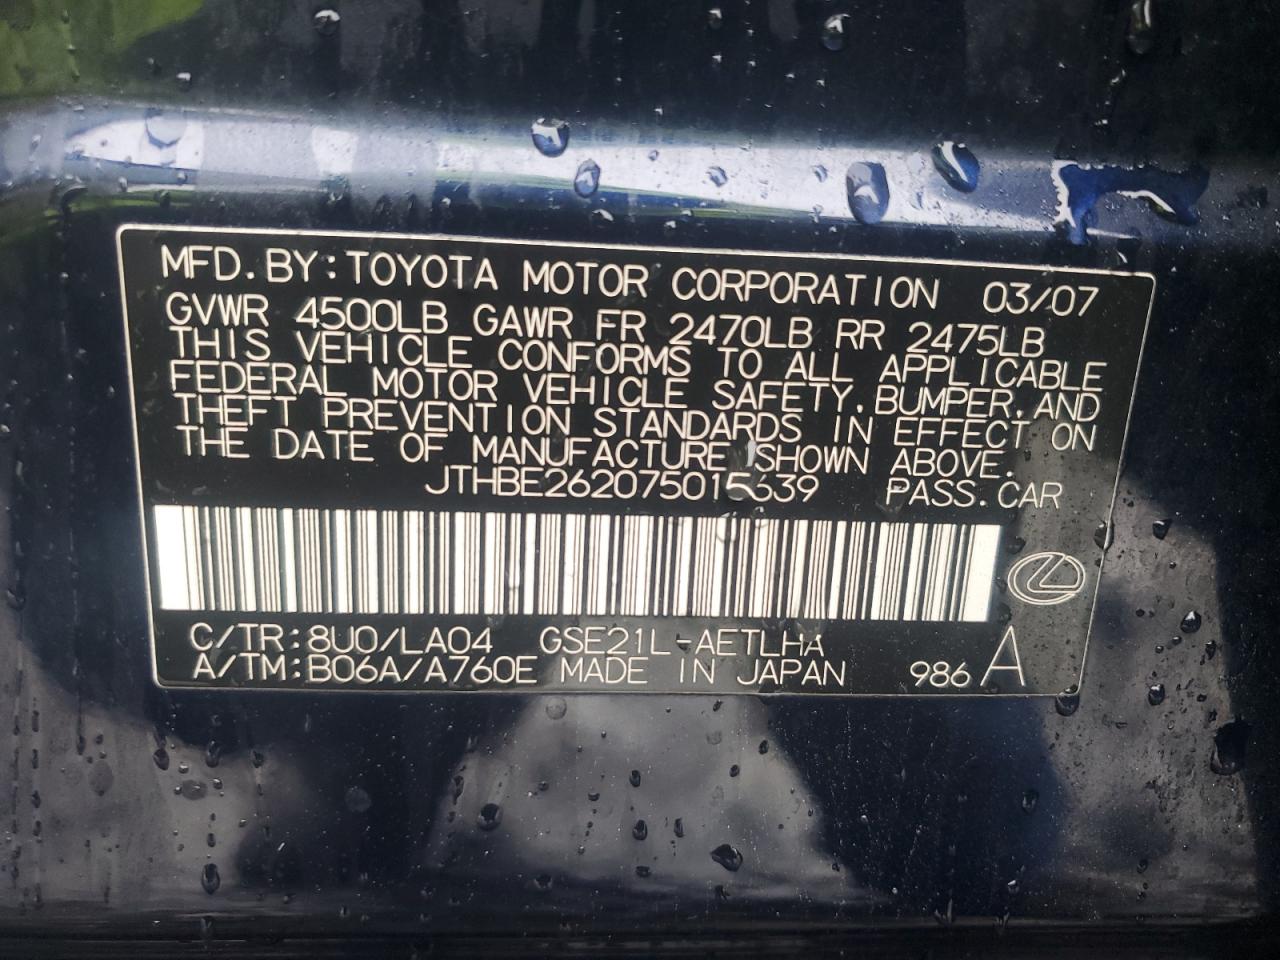 MFD.BY:TOYOTA MOTOR CORPORATION 03/07
GVWR 4500LB GAWR FR 2470LB RR 2475LB
THIS VEHICLE CONFORMS TO ALL APPLICABLE
FEDERAL MOTOR VEHICLE SAFETY,BUMPER,AND
THEFT PREVENTION STANDARDS IN EFFECT ON
THE DATE OF MANUFACTURE SHOWN ABOVE.
JTHBE262075015639 PASS.CAR
C/TR:8U0/LA04 GSE21L-AETLHA
A/TM:B06A/A760E MADE IN JAPAN 986 A